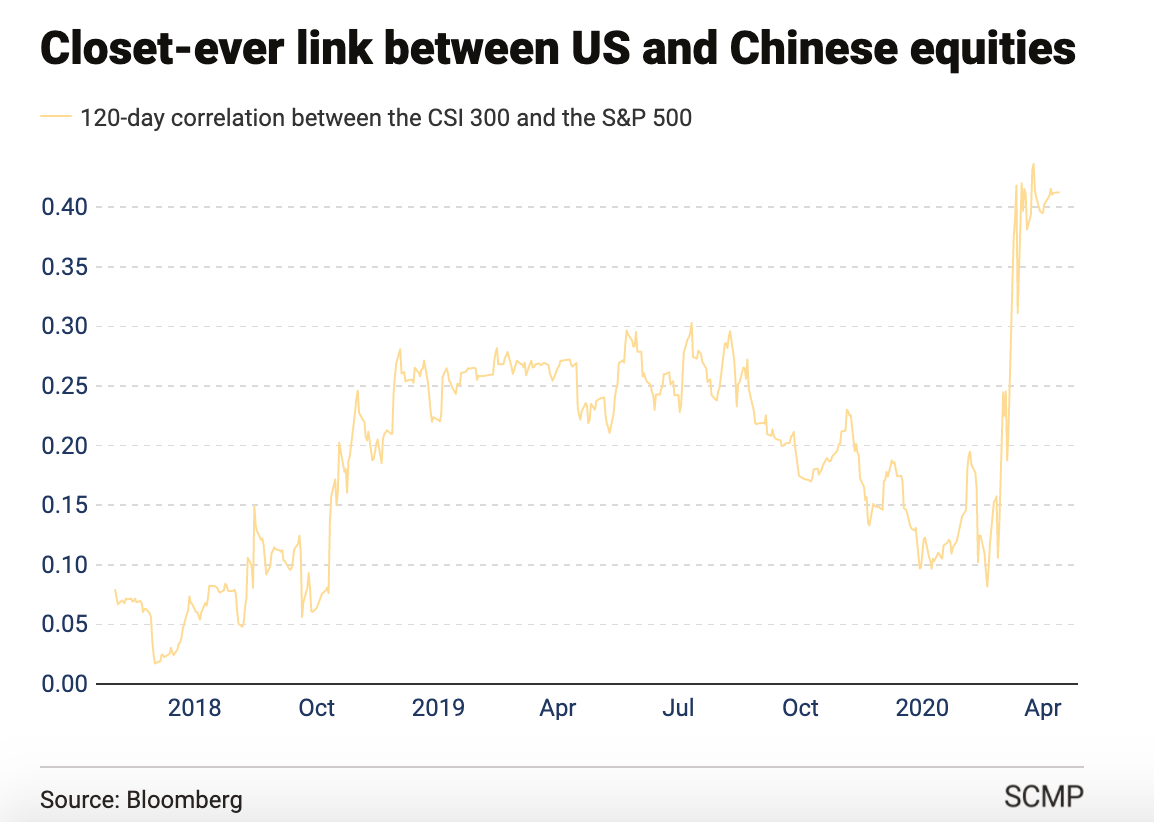 Closet-ever link between US and Chinese equities
120-day correlation between the CSI 300 and the S&P 500
0.40
0.35
0.30
0.25
0.20
0.15
0.10
0.05
0.00
2018 Oct 2019 Apr Jul Oct 2020 Apr
Source: Bloomberg SCMP